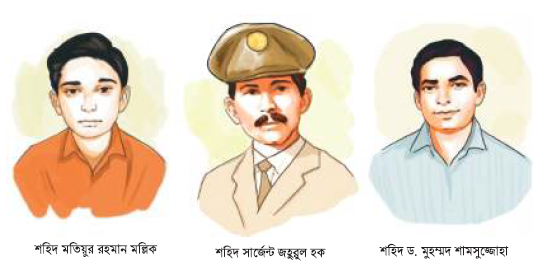 শহিদ মতিয়ুর রহমান মল্লিক
শহিদ সার্জেন্ট জহুরুল হক
শহিদ ড. মুহম্মদ শামসুজ্জোহা